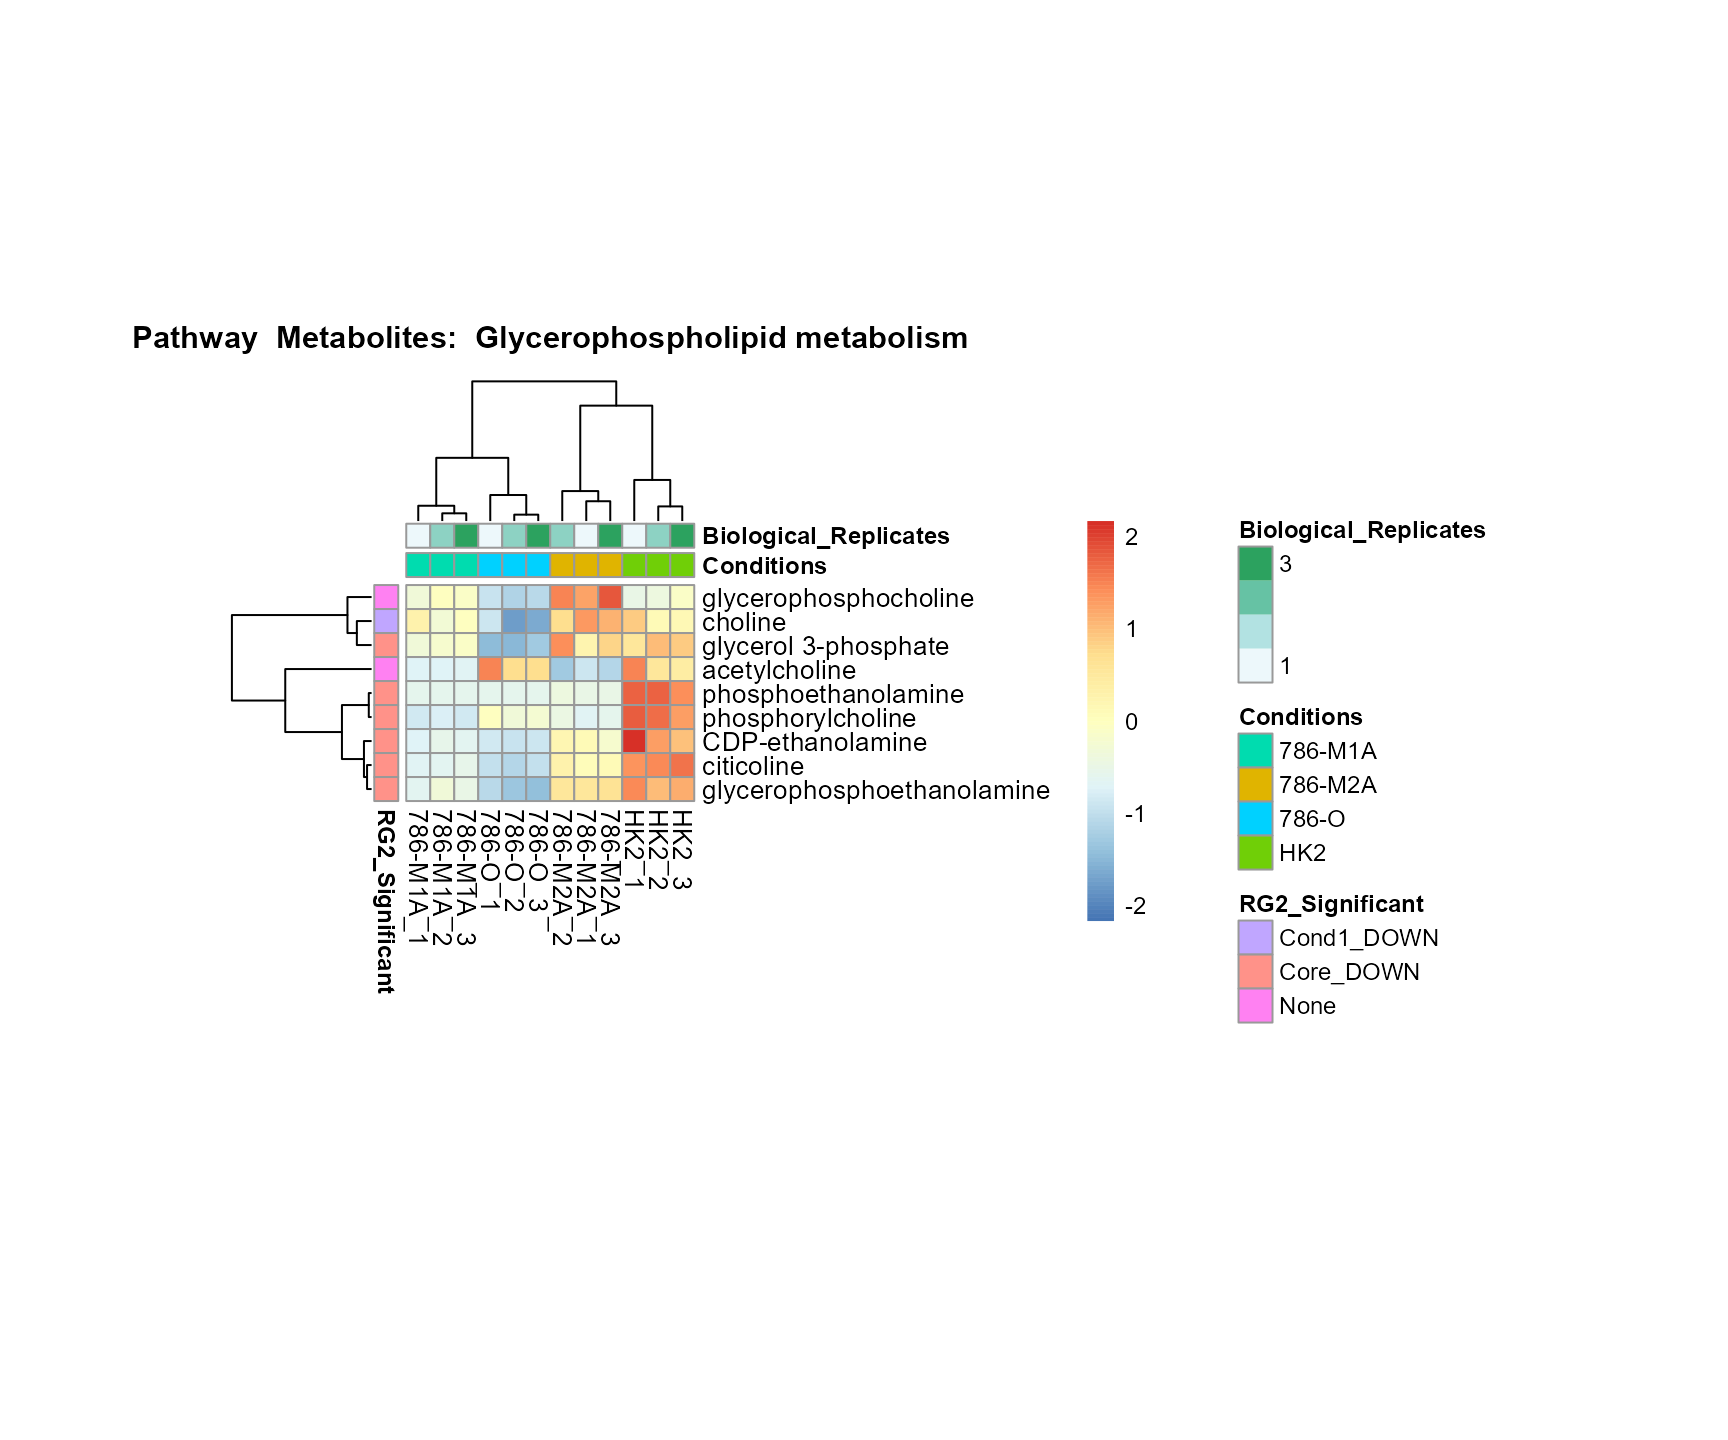 Pathway Metabolites: Glycerophospholipid metabolism
Biological_Replicates
Conditions
glycerophosphocholine
choline
glycerol 3-phosphate
acetylcholine
phosphoethanolamine
phosphorylcholine
CDP-ethanolamine
citicoline
glycerophosphoethanolamine
RG2_Significant
786-M1A_1
786-M1A_2
786-M1A_3
786-O_1
786-O_2
786-O_3
786-M2A_2
786-M2A_1
786-M2A_3
HK2_1
HK2_2
HK2_3
2
1
0
-1
-2
Biological_Replicates
3
1
Conditions
786-M1A
786-M2A
786-O
HK2
RG2_Significant
Cond1_DOWN
Core_DOWN
None